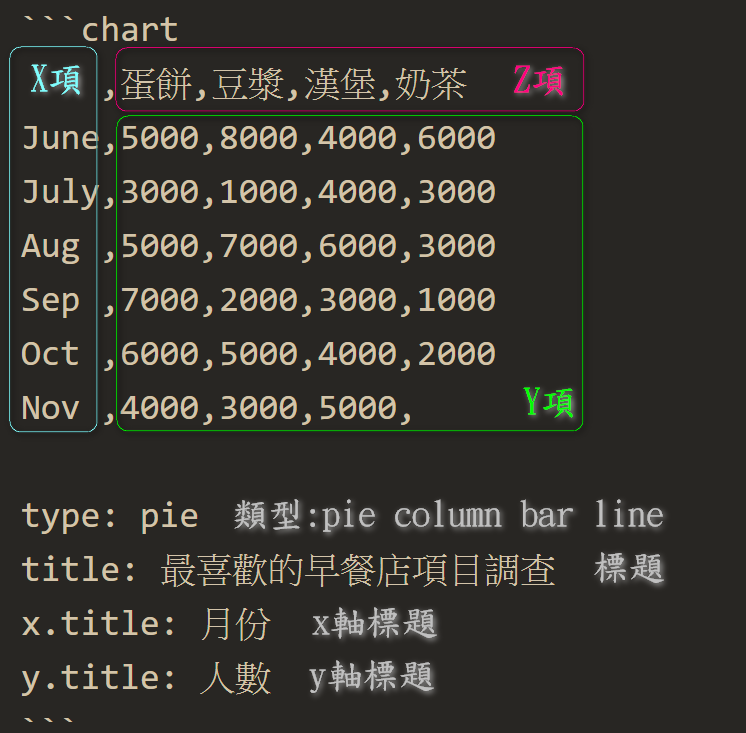 ```chart
X項 ,蛋餅,豆漿,漢堡,奶茶 Z項
June,5000,8000,4000,6000
July,3000,1000,4000,3000
Aug ,5000,7000,6000,3000
Sep ,7000,2000,3000,1000
Oct ,6000,5000,4000,2000
Nov ,4000,3000,5000, Y項
type: pie 類型:pie column bar line
title: 最喜歡的早餐店項目調查 標題
x.title: 月份 x軸標題
y.title: 人數 y軸標題
```